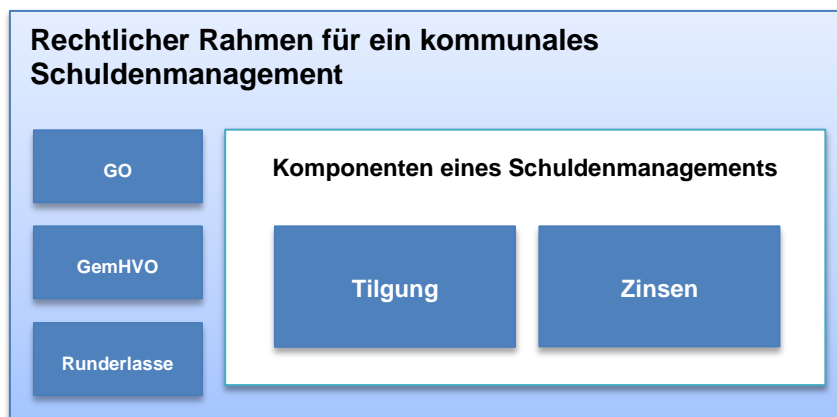 Rechtlicher Rahmen für ein kommunales
Schuldenmanagement
GO
GemHVO
Runderlasse
Komponenten eines Schuldenmanagements
Tilgung
Zinsen